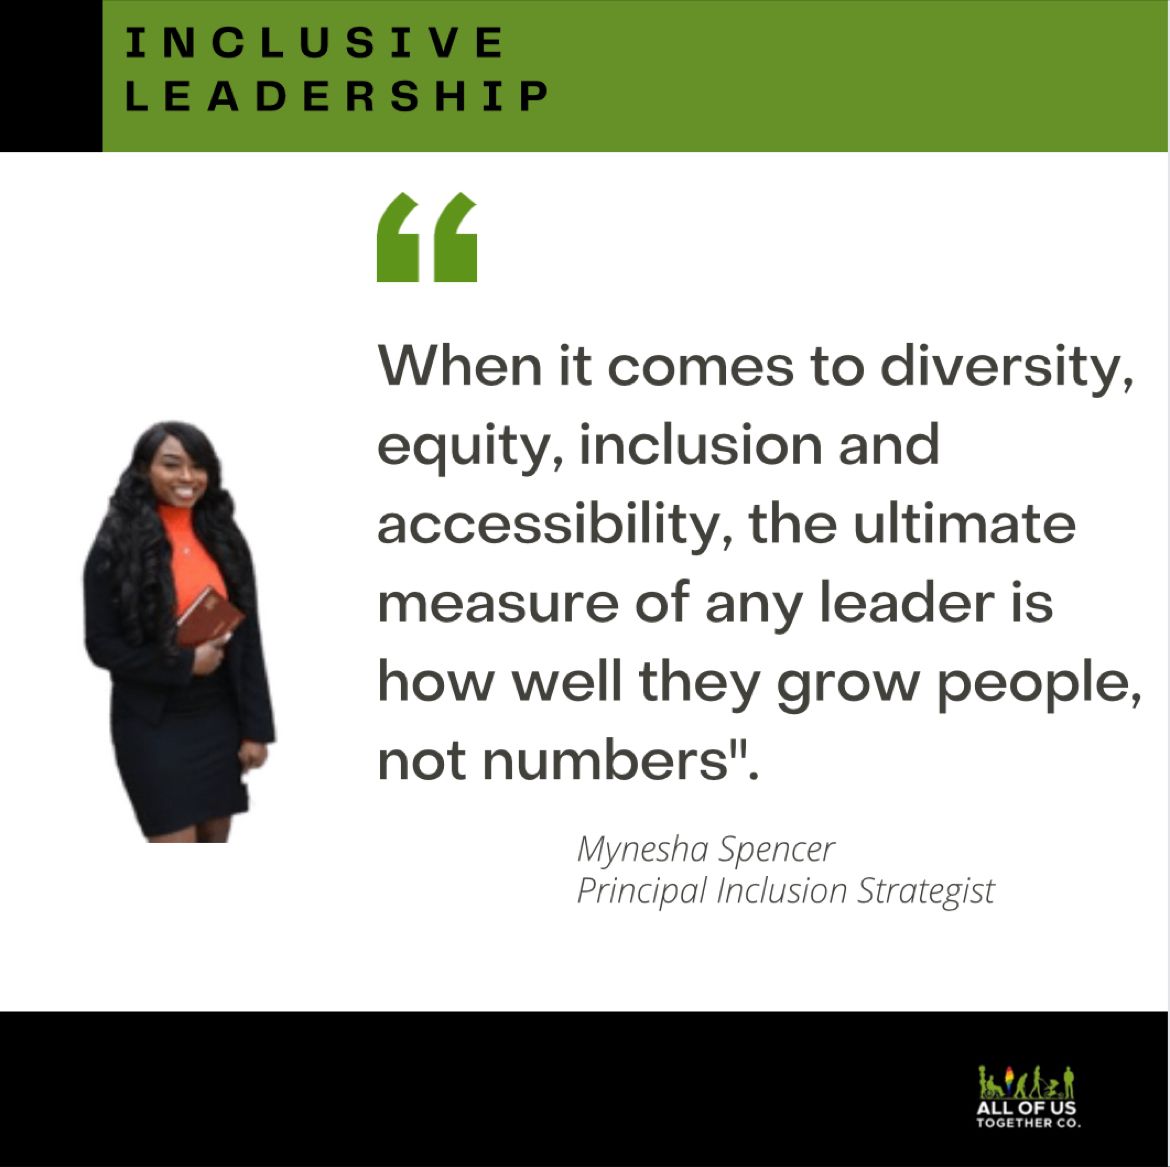 INCLUSIVE
LEADERSHIP
“
When it comes to diversity,
equity, inclusion and
accessibility, the ultimate
measure of any leader is
how well they grow people,
not numbers".
Mynesha Spencer
Principal Inclusion Strategist
ALL OF US
TOGETHER CO.